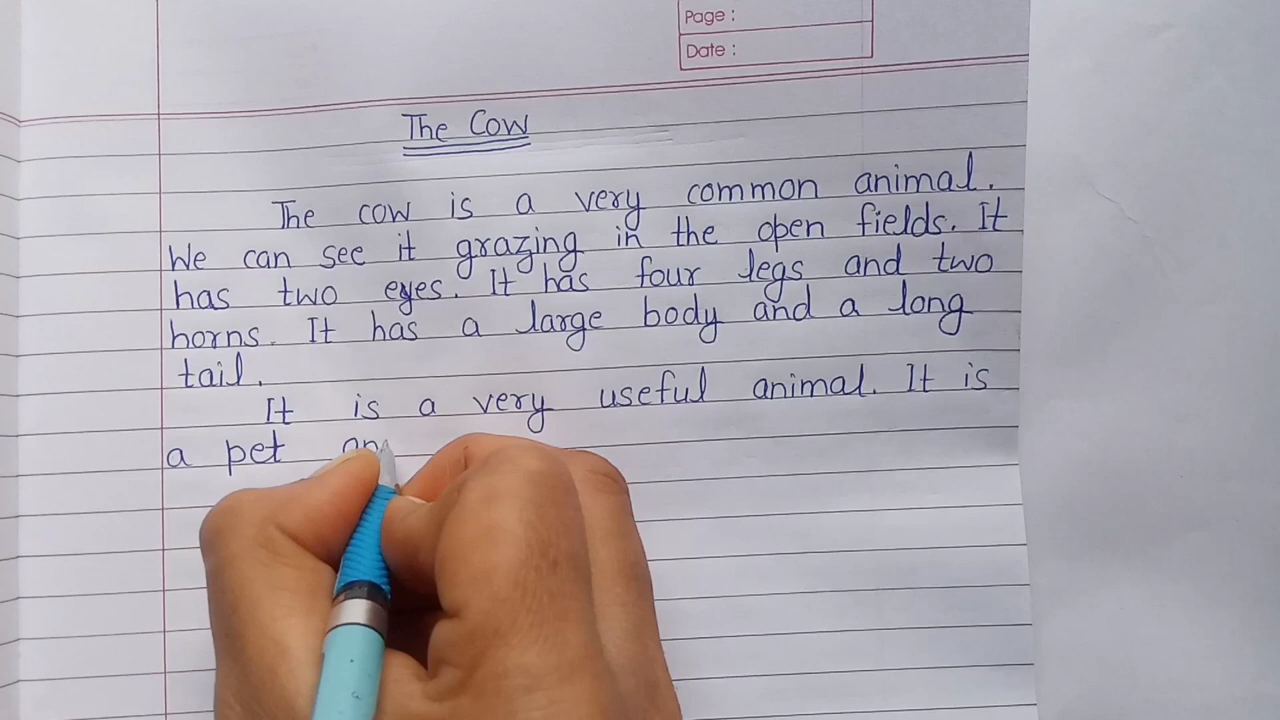 Page :
Date :
The Cow
The cow is a very common animal.
We can see it grazing in the open fields. It
has two eyes. It has four legs and two
horns. It has a large body and a long
tail.
It is a very useful animal. It is
a pet an